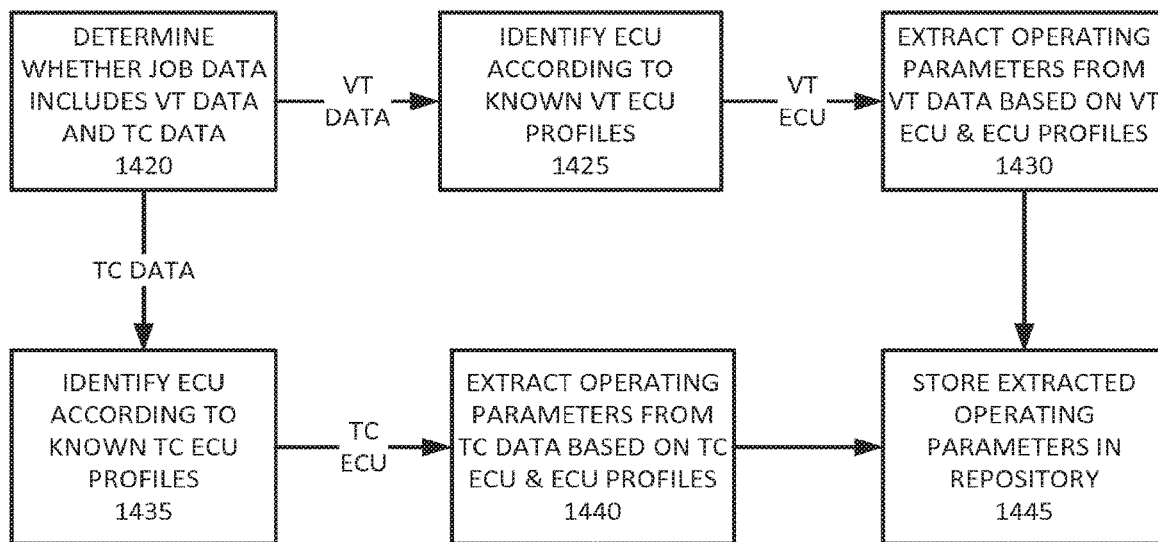 DETERMINE
WHETHER JOB DATA
INCLUDES VT DATA
AND TC DATA
1420
VT
DATA
IDENTIFY ECU
ACCORDING TO
KNOWN VT ECU
PROFILES
1425
VT
ECU
EXTRACT OPERATING
PARAMETERS FROM
VT DATA BASED ON VT
ECU & ECU PROFILES
1430
TC DATA
IDENTIFY ECU
ACCORDING TO
KNOWN TC ECU
PROFILES
1435
TC
ECU
EXTRACT OPERATING
PARAMETERS FROM
TC DATA BASED ON TC
ECU & ECU PROFILES
1440
STORE EXTRACTED
OPERATING
PARAMETERS IN
REPOSITORY
1445